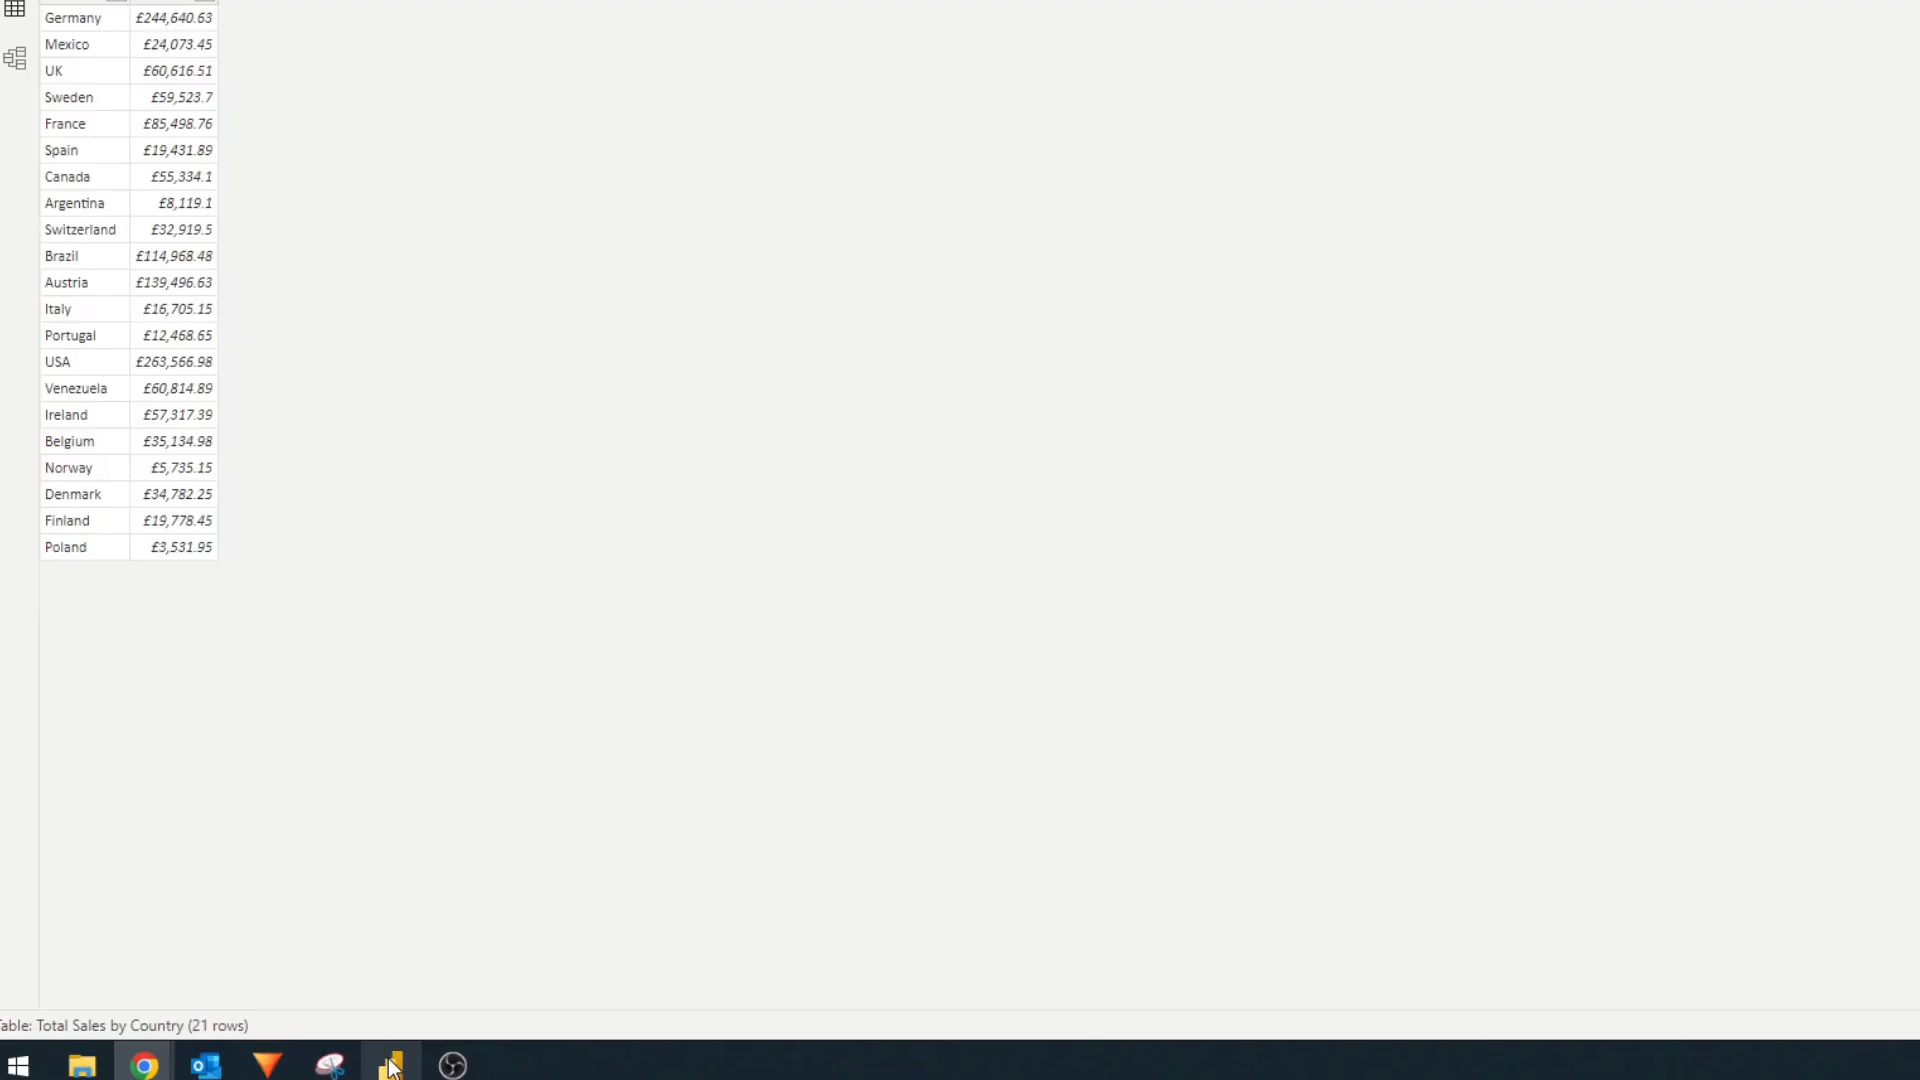 Germany £244,640.63
Mexico £24,073.45
UK £60,616.51
Sweden £59,523.7
France £85,498.76
Spain £19,431.89
Canada £55,334.1
Argentina £8,119.1
Switzerland £32,919.5
Brazil £114,968.48
Austria £139,496.63
Italy £16,705.15
Portugal £12,468.65
USA £263,566.98
Venezuela £60,814.89
Ireland £57,317.39
Belgium £35,134.98
Norway £5,735.15
Denmark £34,782.25
Finland £19,778.45
Poland £3,531.95
able: Total Sales by Country (21 rows)